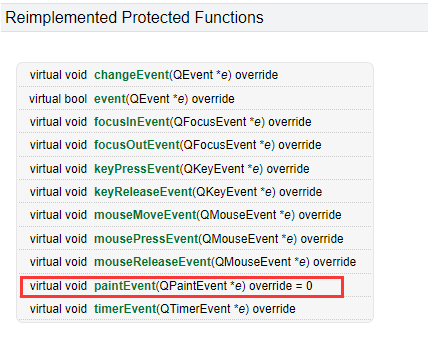 Reimplemented Protected Functions
virtual void changeEvent(QEvent *e) override
virtual bool event(QEvent *e) override
virtual void focusInEvent(QFocusEvent *e) override
virtual void focusOutEvent(QFocusEvent *e) override
virtual void keyPressEvent(QKeyEvent *e) override
virtual void keyReleaseEvent(QKeyEvent *e) override
virtual void mouseMoveEvent(QMouseEvent *e) override
virtual void mousePressEvent(QMouseEvent *e) override
virtual void mouseReleaseEvent(QMouseEvent *e) override
virtual void paintEvent(QPaintEvent *e) override = 0
virtual void timerEvent(QTimerEvent *e) override